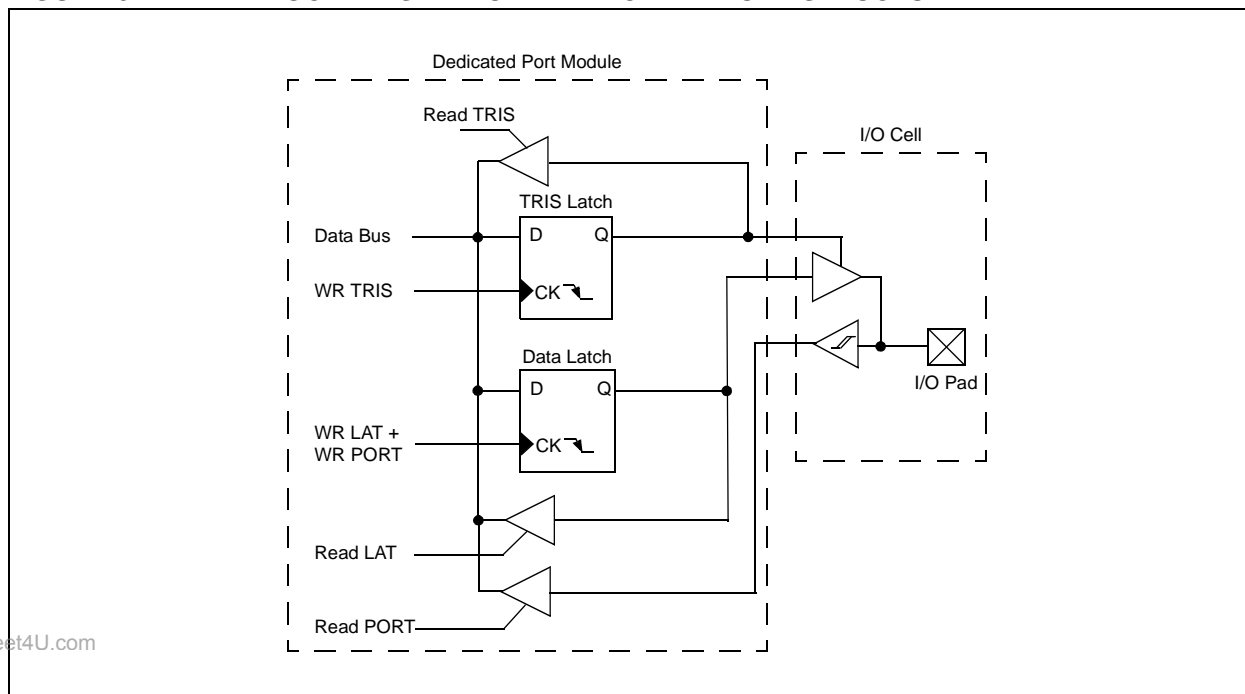 Dedicated Port Module
Read TRIS
I/O Cell
TRIS Latch
Data Bus
D
Q
WR TRIS
CK
Data Latch
I/O Pad
D
Q
WR LAT +
WR PORT
CK
Read LAT
Read PORT
eet4U.com